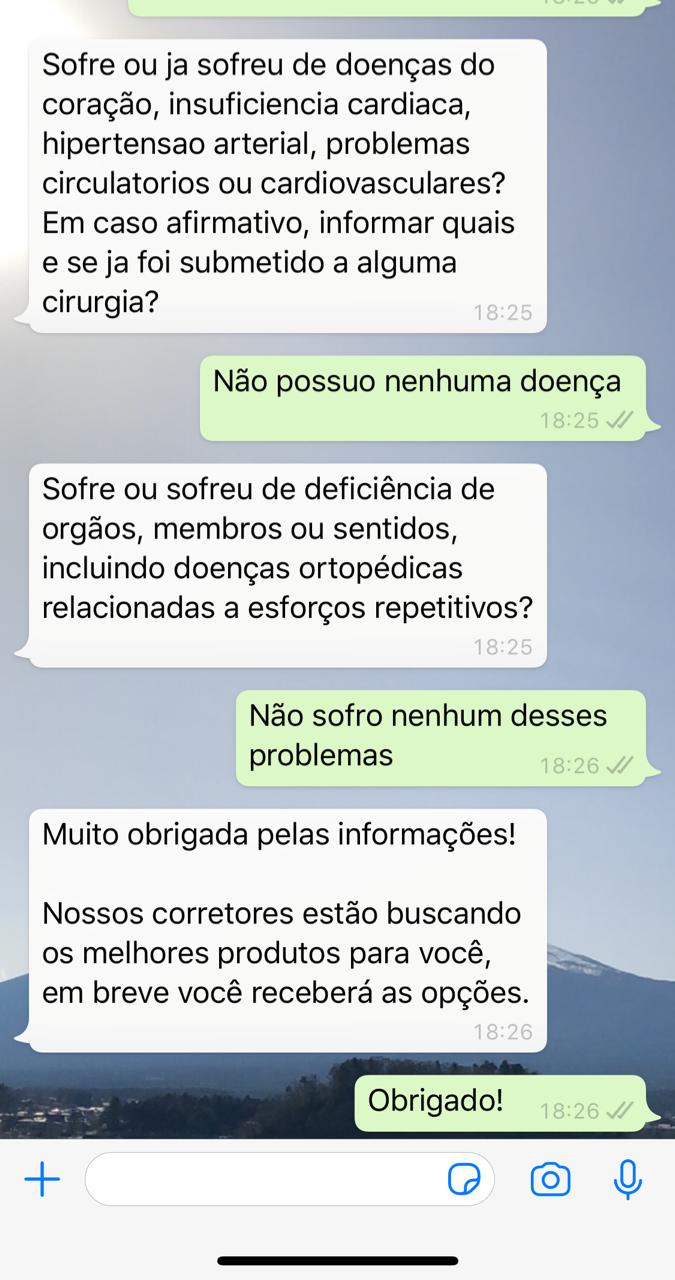 Sofre ou ja sofreu de doenças do
coração, insuficiencia cardiaca,
hipertensao arterial, problemas
circulatorios ou cardiovasculares?
Em caso afirmativo, informar quais
e se ja foi submetido a alguma
cirurgia?
18:25
Não possuo nenhuma doença
18:25
Sofre ou sofreu de deficiência de
orgãos, membros ou sentidos,
incluindo doenças ortopédicas
relacionadas a esforços repetitivos?
18:25
Não sofro nenhum desses
problemas
18:26
Muito obrigada pelas informações!
Nossos corretores estão buscando
os melhores produtos para você,
em breve você receberá as opções.
18:26
Obrigado!
18:26